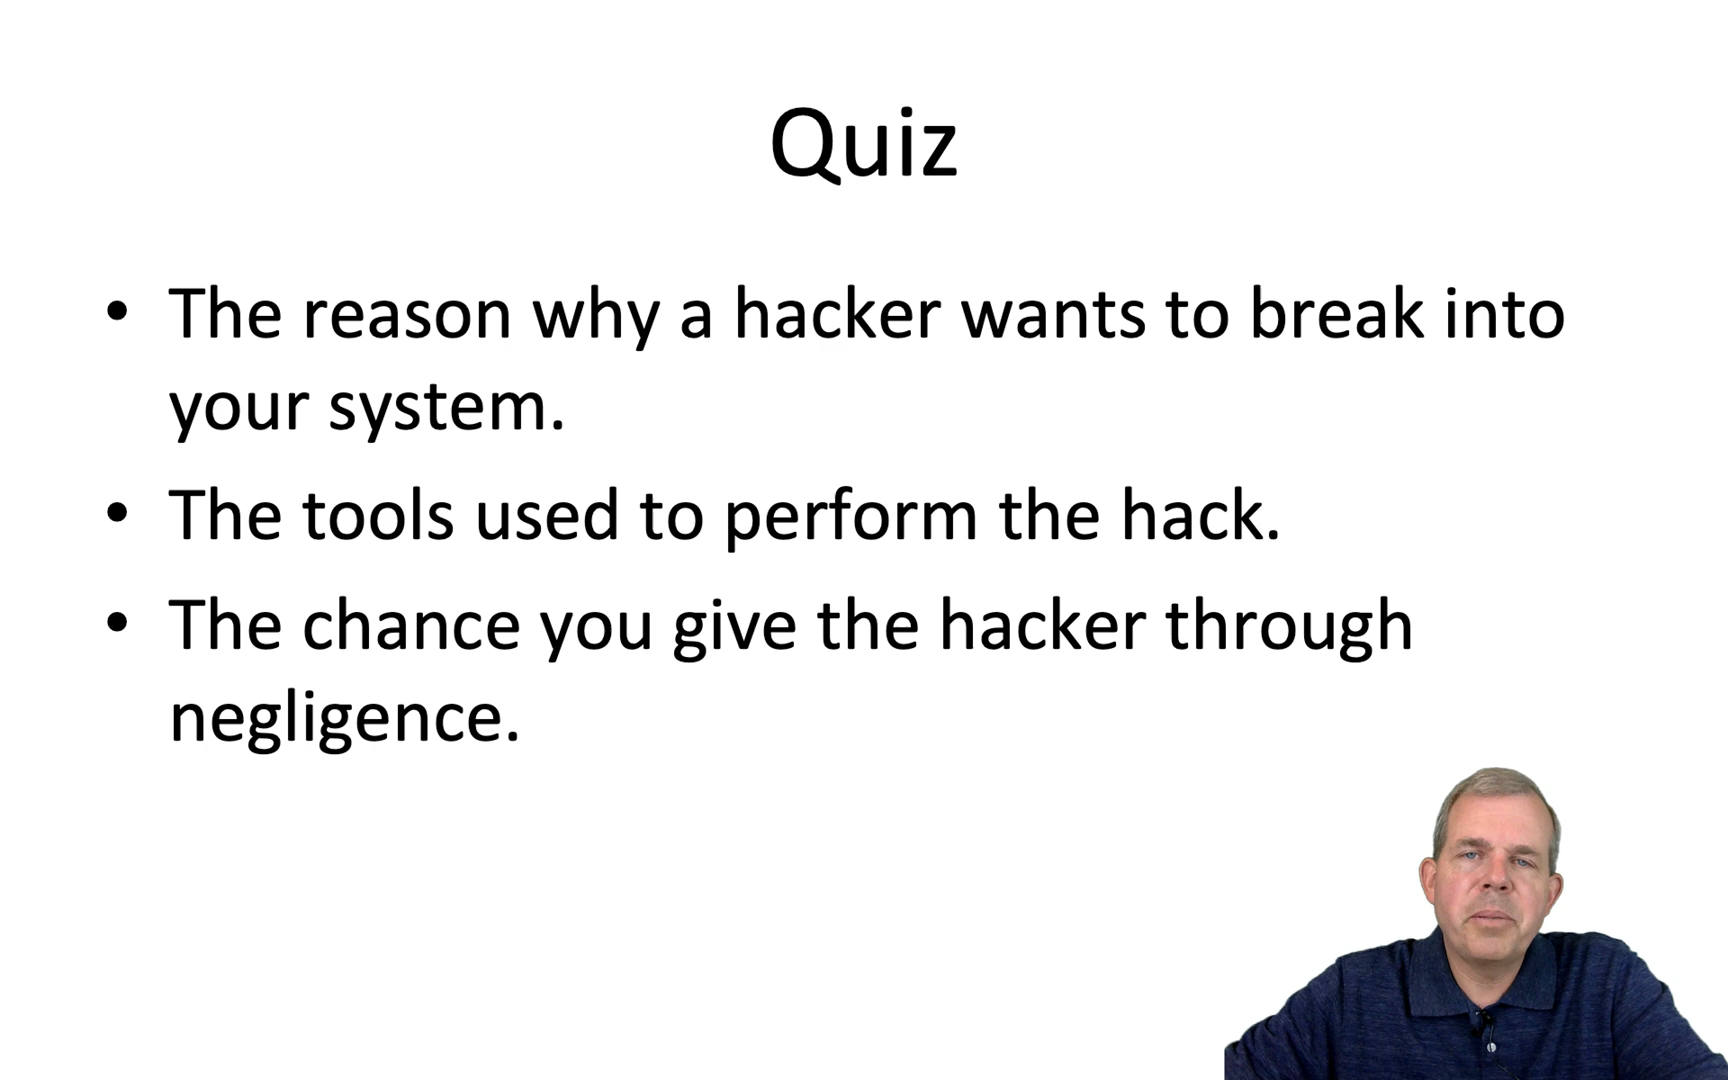 Quiz
• The reason why a hacker wants to break into
your system.
• The tools used to perform the hack.
• The chance you give the hacker through
negligence.